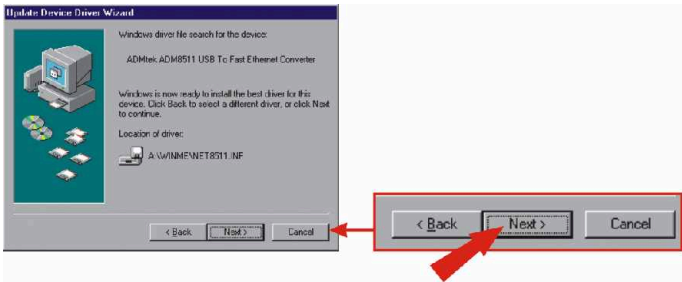 Update Device Driver Wizard
Windows driver file search for the device:
ADMtek ADM8511 USB To Fast Ethernet Converter
Windows is now ready to install the best driver for this
device. Click Back to select a different driver, or click Next
to continue.
Location of driver:
A:\WINME\NET8511.INF
< Back Next > Cancel
< Back Next > Cancel